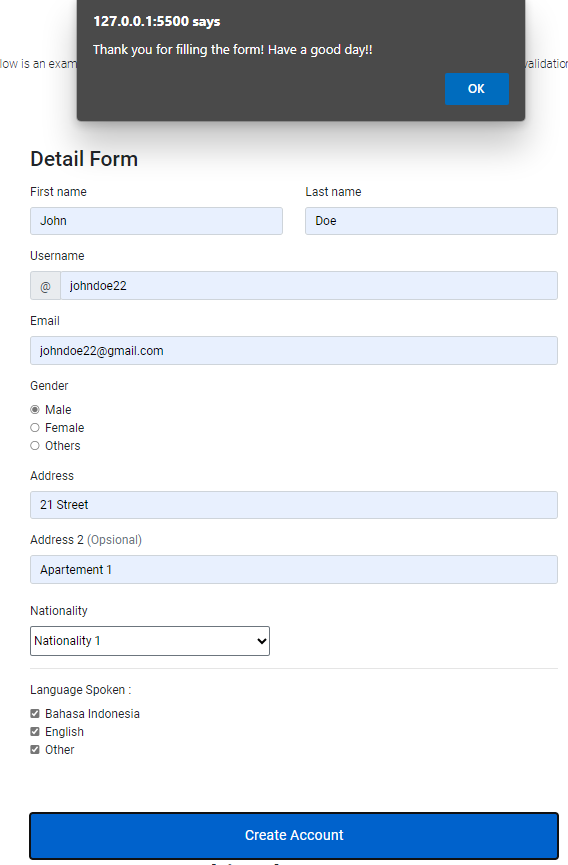 127.0.0.1:5500 says
Thank you for filling the form! Have a good day!!
OK
low is an exam
validation
Detail Form
First name
Last name
John
Doe
Username
@ johndoe22
Email
johndoe22@gmail.com
Gender
Male
Female
Others
Address
21 Street
Address 2 (Opsional)
Apartement 1
Nationality
Nationality 1
Language Spoken :
Bahasa Indonesia
English
Other
Create Account